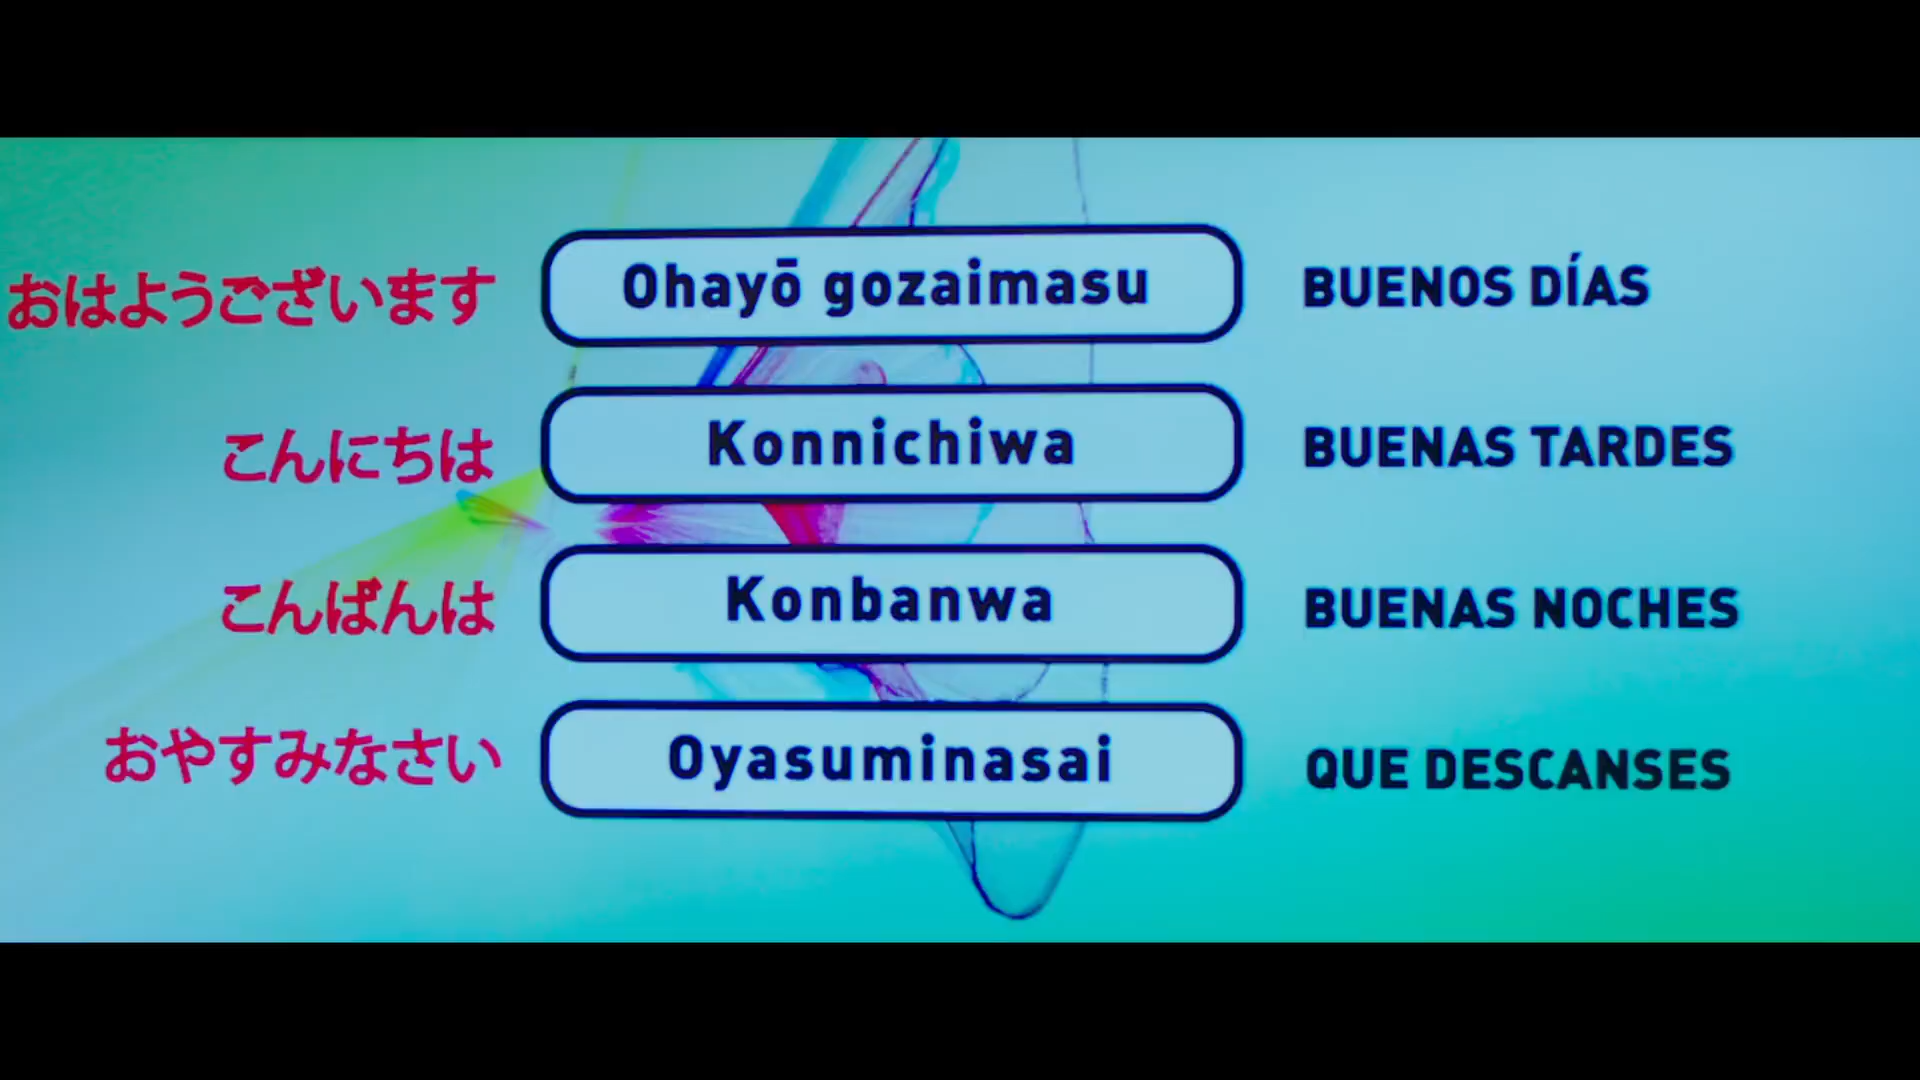 おはようございます Ohayō gozaimasu BUENOS DÍAS
こんにちは Konnichiwa BUENAS TARDES
こんばんは Konbanwa BUENAS NOCHES
おやすみなさい Oyasuminasai QUE DESCANSES